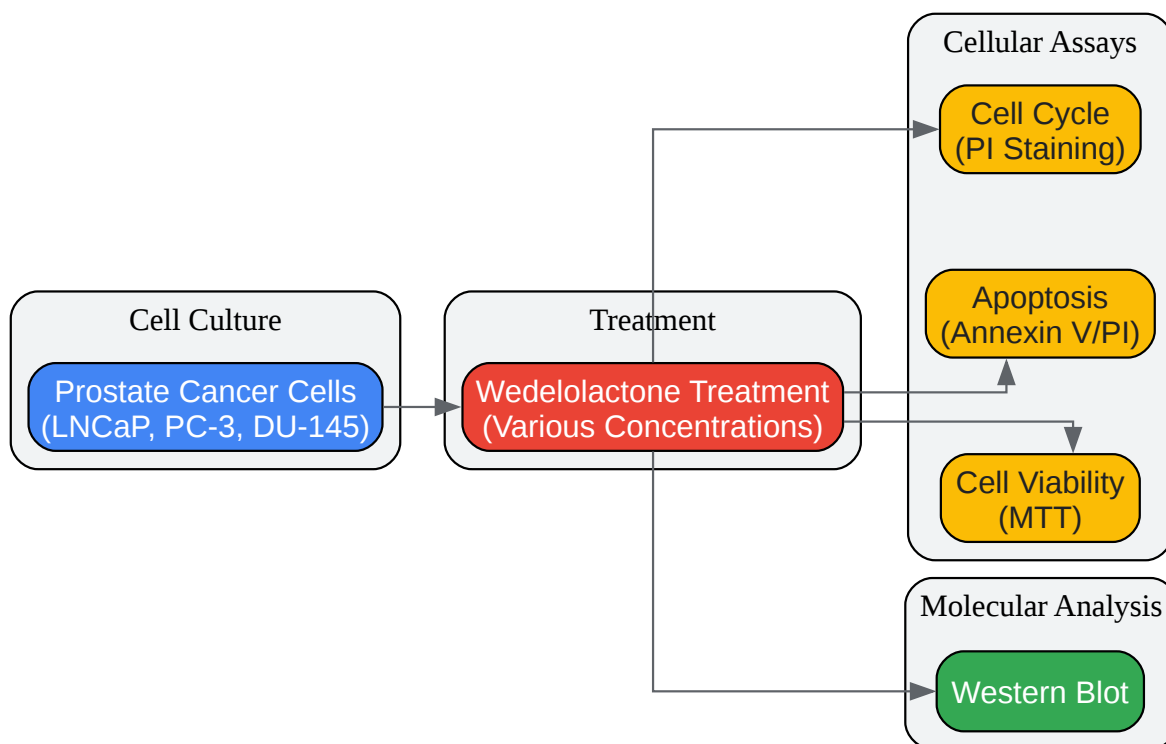 Cell Culture
Prostate Cancer Cells
(LNCaP, PC-3, DU-145)
Treatment
Wedelolactone Treatment
(Various Concentrations)
Cellular Assays
Cell Cycle
(PI Staining)
Apoptosis
(Annexin V/PI)
Cell Viability
(MTT)
Molecular Analysis
Western Blot